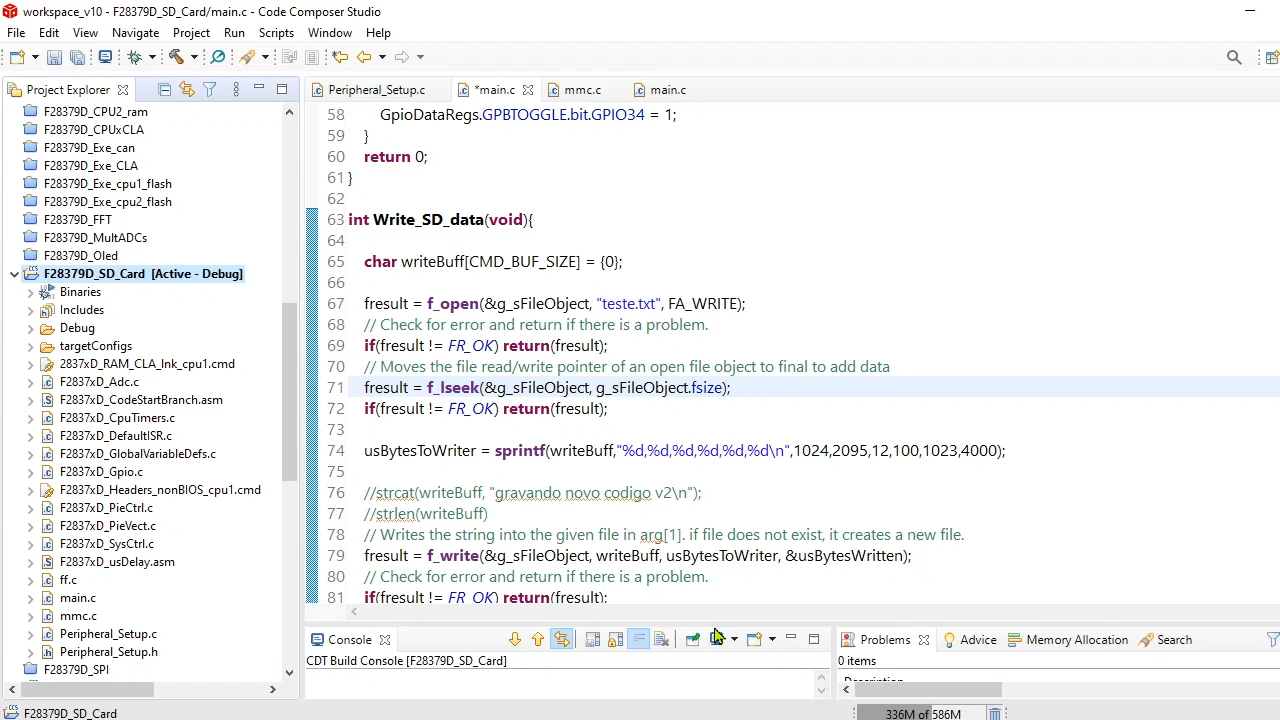 workspace_v10 - F28379D_SD_Card/main.c - Code Composer Studio
File Edit View Navigate Project Run Scripts Window Help
Project Explorer
F28379D_CPU2_ram
F28379D_CPUxCLA
F28379D_Exe_can
F28379D_Exe_CLA
F28379D_Exe_cpu1_flash
F28379D_Exe_cpu2_flash
F28379D_FFT
F28379D_MultADCs
F28379D_Oled
F28379D_SD_Card [Active - Debug]
Binaries
Includes
Debug
targetConfigs
2837xD_RAM_CLA_lnk_cpu1.cmd
F2837xD_Adc.c
F2837xD_CodeStartBranch.asm
F2837xD_CpuTimers.c
F2837xD_DefaultISR.c
F2837xD_GlobalVariableDefs.c
F2837xD_Gpio.c
F2837xD_Headers_nonBIOS_cpu1.cmd
F2837xD_PieCtrl.c
F2837xD_PieVect.c
F2837xD_SysCtrl.c
F2837xD_usDelay.asm
ff.c
main.c
mmc.c
Peripheral_Setup.c
Peripheral_Setup.h
F28379D_SPI
Peripheral_Setup.c *main.c mmc.c main.c
58 GpioDataRegs.GPBTOGGLE.bit.GPIO34 = 1;
59 }
60 return 0;
61 }
62
63 int Write_SD_data(void){
64
65 char writeBuff[CMD_BUF_SIZE] = {0};
66
67 fresult = f_open(&g_sFileObject, "teste.txt", FA_WRITE);
68 // Check for error and return if there is a problem.
69 if(fresult != FR_OK) return(fresult);
70 // Moves the file read/write pointer of an open file object to final to add data
71 fresult = f_lseek(&g_sFileObject, g_sFileObject.fsize);
72 if(fresult != FR_OK) return(fresult);
73
74 usBytesToWriter = sprintf(writeBuff,"%d,%d,%d,%d,%d,%d\n",1024,2095,12,100,1023,4000);
75
76 //strcat(writeBuff, "gravando novo codigo v2\n");
77 //strlen(writeBuff)
78 // Writes the string into the given file in arg[1]. if file does not exist, it creates a new file.
79 fresult = f_write(&g_sFileObject, writeBuff, usBytesToWriter, &usBytesWritten);
80 // Check for error and return if there is a problem.
81 if(fresult != FR_OK) return(fresult);
Console
CDT Build Console [F28379D_SD_Card]
Problems Advice Memory Allocation Search
0 items
Description
F28379D_SD_Card
336M of 586M